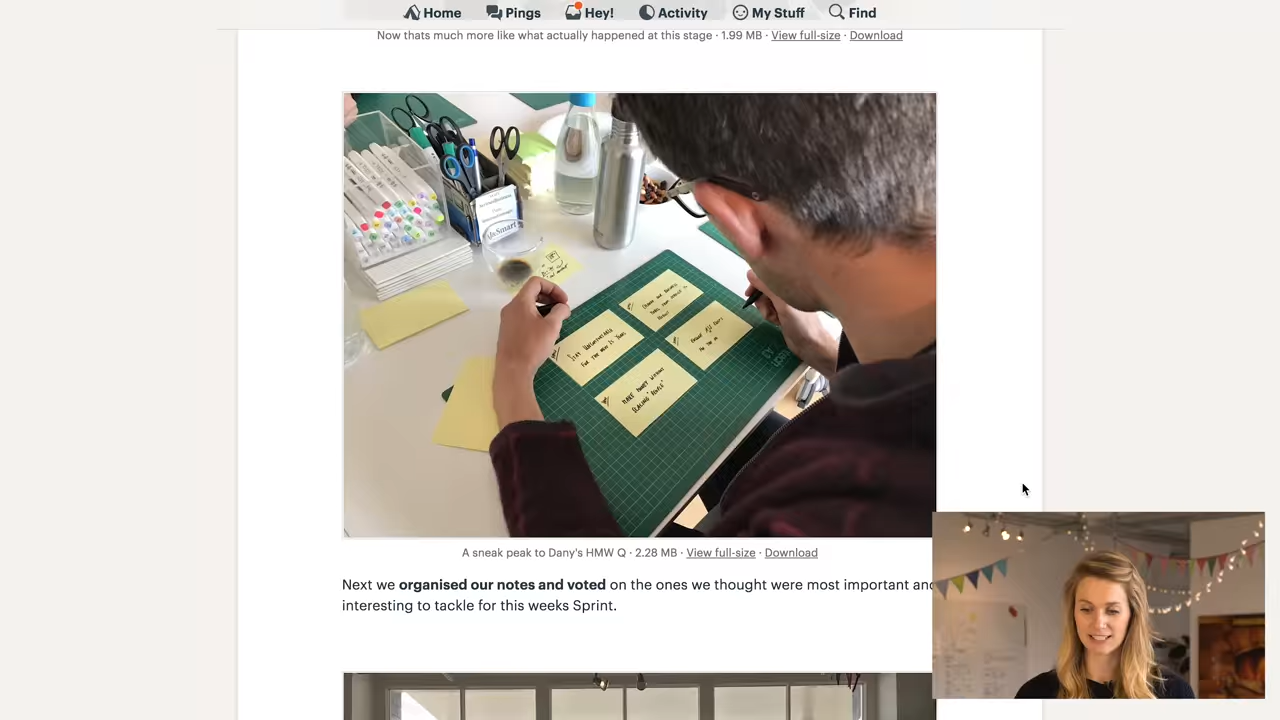 Home Pings Hey! Activity My Stuff Find
Now thats much more like what actually happened at this stage · 1.99 MB · View full-size · Download
A sneak peak to Dany's HMW Q · 2.28 MB · View full-size · Download
Next we organised our notes and voted on the ones we thought were most important and
interesting to tackle for this weeks Sprint.